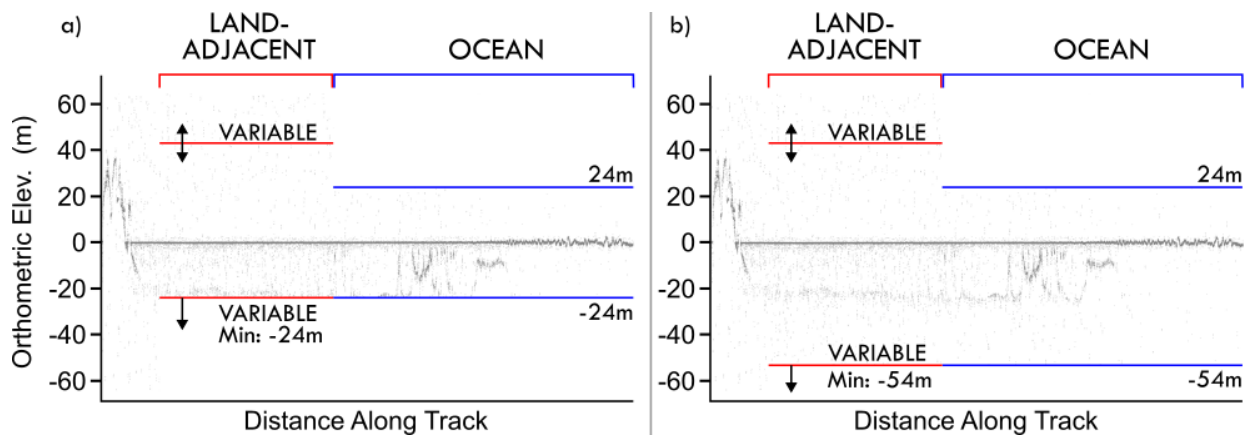 a)
LAND-
ADJACENT
OCEAN
Orthometric Elev. (m)
60
40
20
0
-20
-40
-60
VARIABLE
24m
VARIABLE
Min: -24m
-24m
Distance Along Track
b)
LAND-
ADJACENT
OCEAN
60
40
20
0
-20
-40
-60
VARIABLE
24m
VARIABLE
Min: -54m
-54m
Distance Along Track